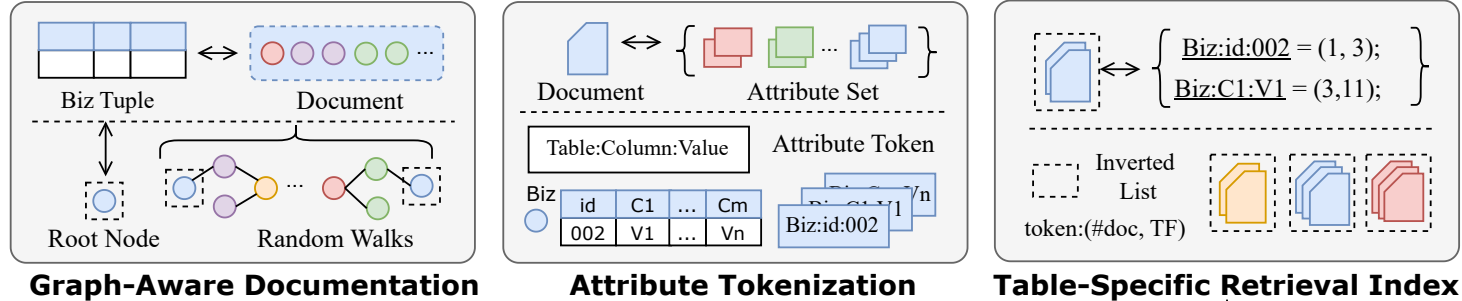 Biz Tuple
...
Document
Root Node
...
Random Walks
Graph-Aware Documentation
Document
{ ... }
Attribute Set
Table:Column:Value
Attribute Token
Biz
id C1 ... Cm
002 V1 ... Vn
Vn
V1
Biz:id:002
Attribute Tokenization
Biz:id:002 = (1, 3);
Biz:C1:V1 = (3,11);
Inverted
List
token:(#doc, TF)
Table-Specific Retrieval Index